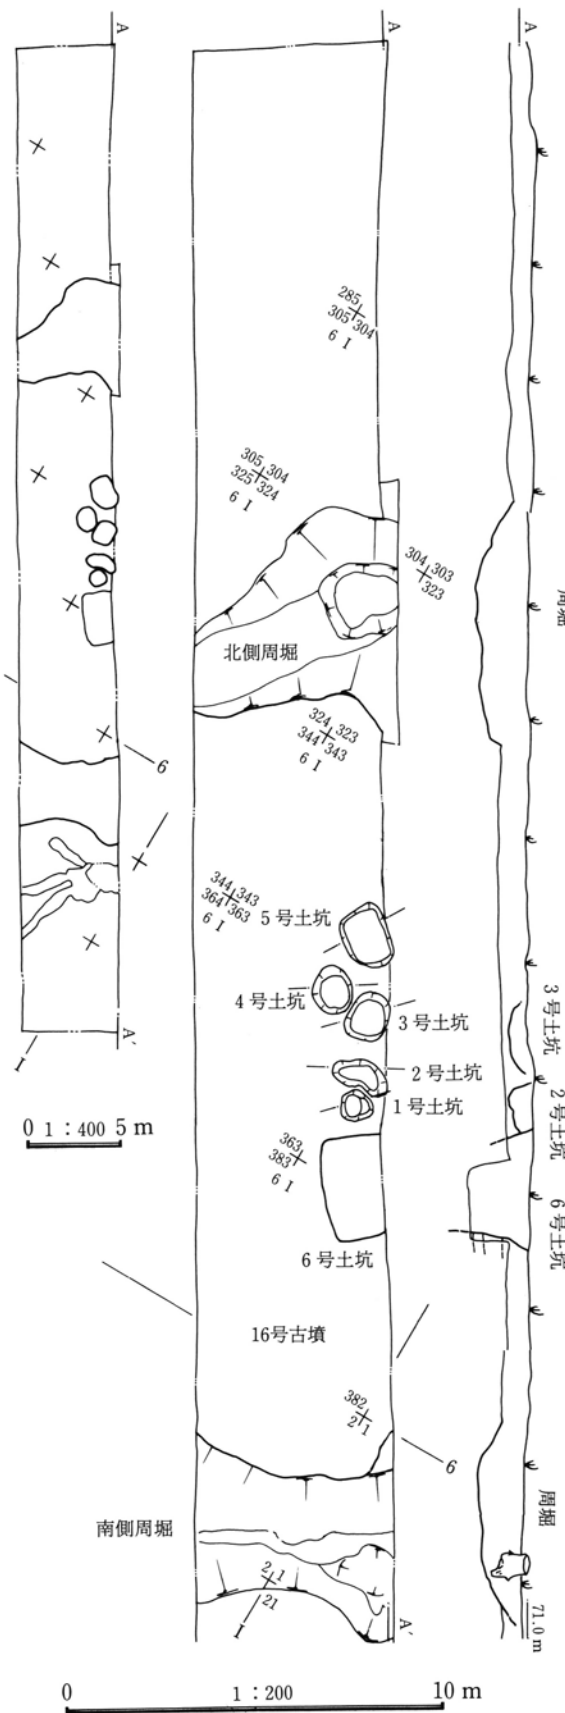 A
A
A
285
305 304
6 I
305 304
325 324
6 I
304 303
323
周堀
北側周堀
324 323
344 343
6 I
344 343
364 363
6 I
5号土坑
4号土坑
3号土坑
2号土坑
1号土坑
3号土坑
2号土坑
6号土坑
363
383
6 I
6号土坑
16号古墳
382
2 1
6
6
I
A´
0 1：400 5 m
南側周堀
2 1
21
I
A´
周堀
71.0 m
0 1：200 10 m